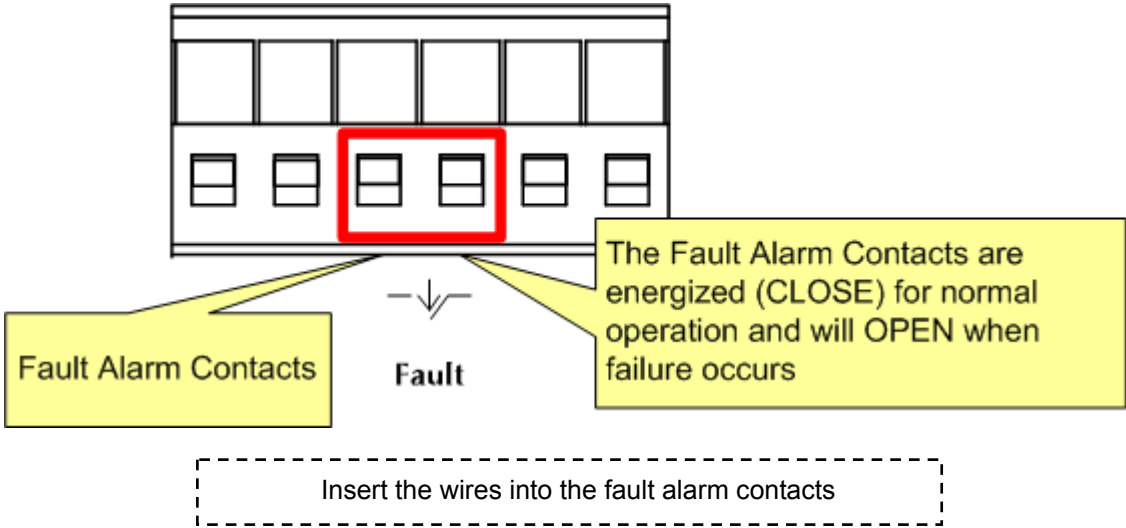 Fault Alarm Contacts
Fault
The Fault Alarm Contacts are
energized (CLOSE) for normal
operation and will OPEN when
failure occurs
Insert the wires into the fault alarm contacts